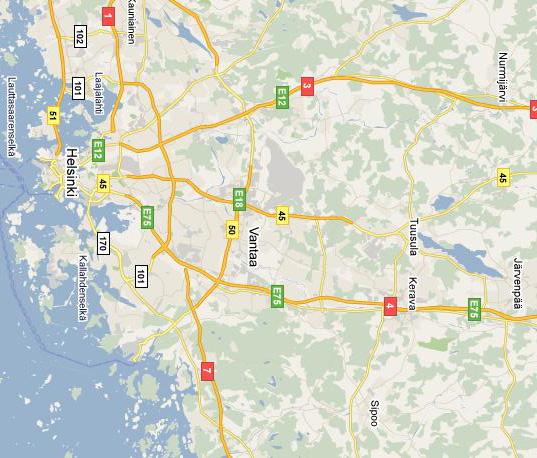 1
Kauniainen
102
101
Laajalahti
Lauttasaarenselkä
51
E12
Helsinki
45
E75
170
101
Kallahdenselkä
3
E12
Nurmijärvi
3
E18
45
50
Vantaa
45
Tuusula
Järvenpää
Kerava
E75
4
E75
7
Sipoo